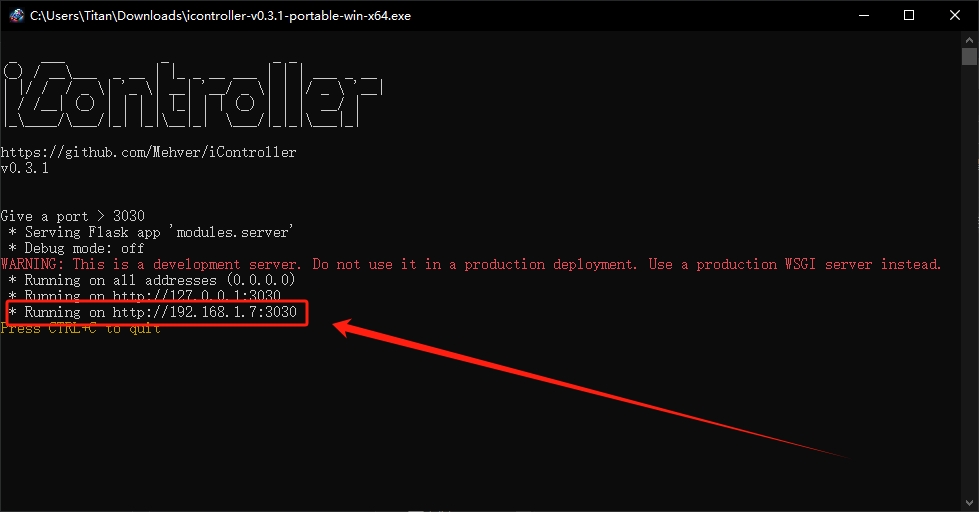 C:\Users\Titan\Downloads\icontroller-v0.3.1-portable-win-x64.exe
iController
https://github.com/Mehver/iController
v0.3.1
Give a port > 3030
* Serving Flask app 'modules.server'
* Debug mode: off
WARNING: This is a development server. Do not use it in a production deployment. Use a production WSGI server instead.
* Running on all addresses (0.0.0.0)
* Running on http://127.0.0.1:3030
* Running on http://192.168.1.7:3030
Press CTRL+C to quit